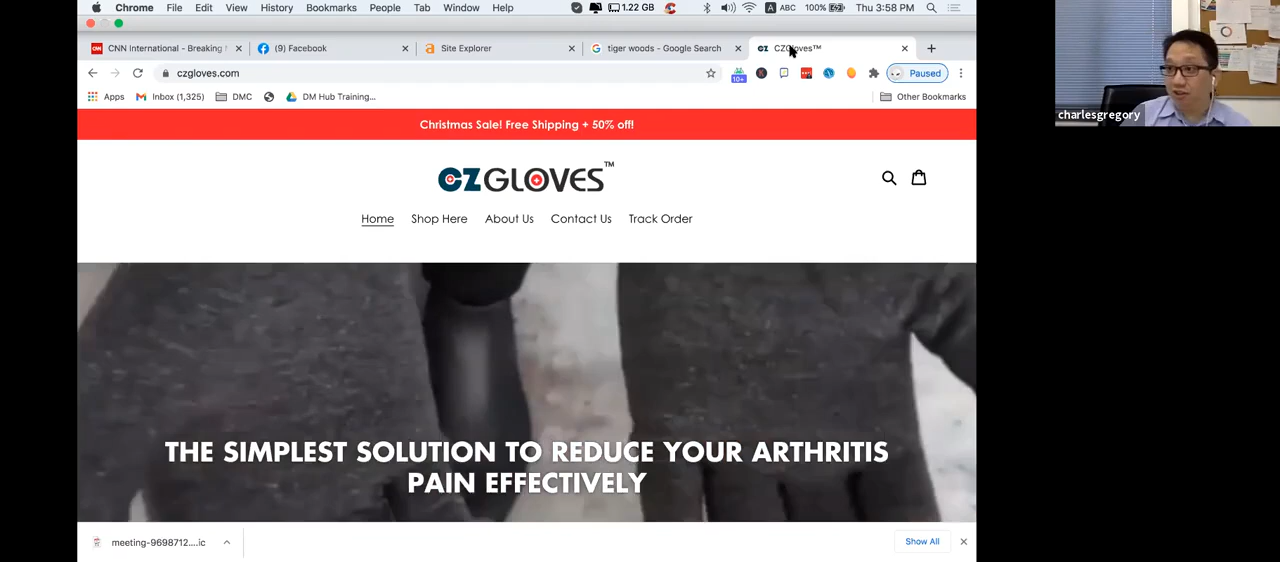 Chrome File Edit View History Bookmarks People Tab Window Help 1.22 GB A ABC 100% Thu 3:58 PM
CNN International - Breaking (9) Facebook Site Explorer tiger woods - Google Search CZGloves™
czgloves.com 10+ Paused
Apps Inbox (1,325) DC DM Hub Training... Other Bookmarks
charlesgregory
Christmas Sale! Free Shipping + 50% off!
CZGLOVES™
Home Shop Here About Us Contact Us Track Order
THE SIMPLEST SOLUTION TO REDUCE YOUR ARTHRITIS
PAIN EFFECTIVELY
meeting-9698712....ic Show All